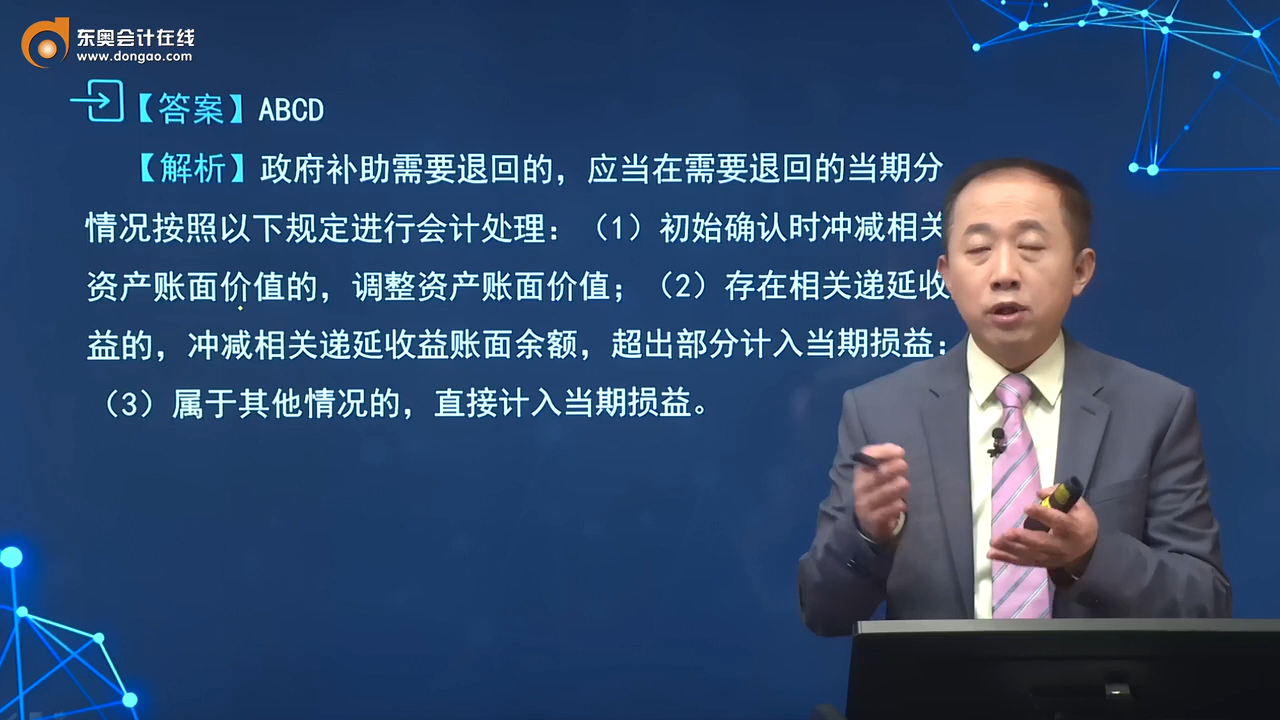 东奥会计在线
www.dongao.com
【答案】ABCD
【解析】政府补助需要退回的，应当在需要退回的当期分
情况按照以下规定进行会计处理：（1）初始确认时冲减相关
资产账面价值的，调整资产账面价值；（2）存在相关递延收
益的，冲减相关递延收益账面余额，超出部分计入当期损益；
（3）属于其他情况的，直接计入当期损益。